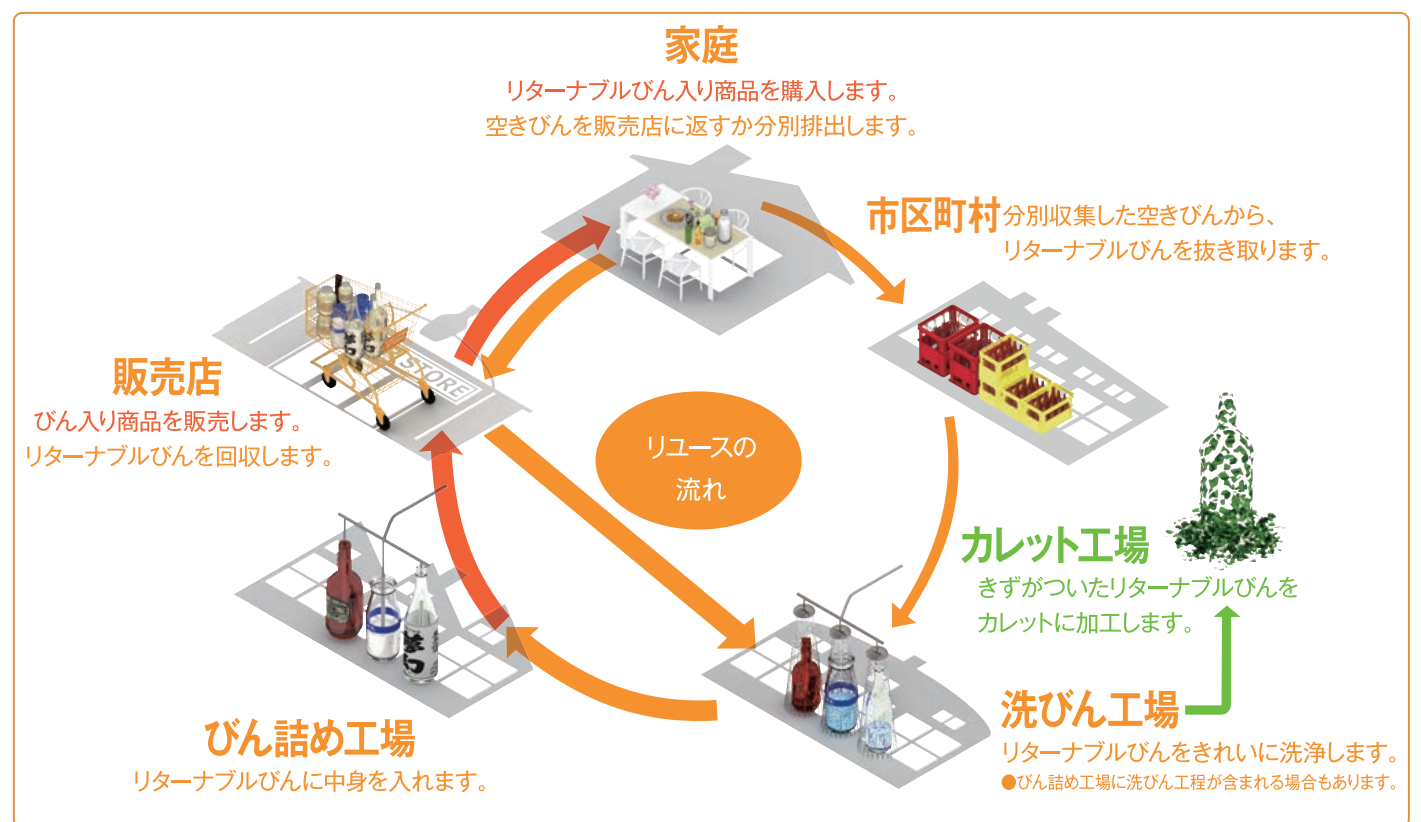 家庭
リターナブルびん入り商品を購入します。
空きびんを販売店に返すか分別排出します。
市区町村 分別収集した空きびんから、
リターナブルびんを抜き取ります。
STORE
販売店
びん入り商品を販売します。
リターナブルびんを回収します。
リユースの
流れ
カレット工場
きずがついたリターナブルびんを
カレットに加工します。
夢幻
びん詰め工場
リターナブルびんに中身を入れます。
洗びん工場
リターナブルびんをきれいに洗浄します。
●びん詰め工場に洗びん工程が含まれる場合もあります。